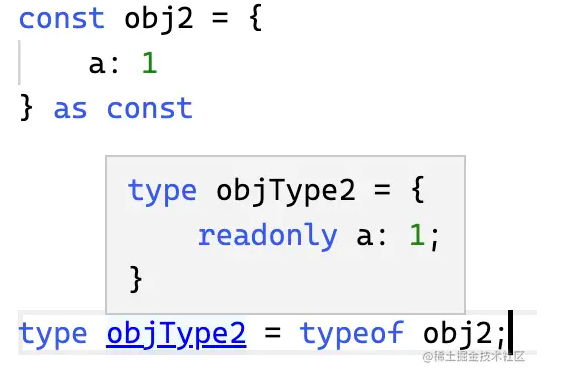 const obj2 = {
    a: 1
} as const
type objType2 = {
    readonly a: 1;
}
type objType2 = typeof obj2;
@稀土掘金技术社区